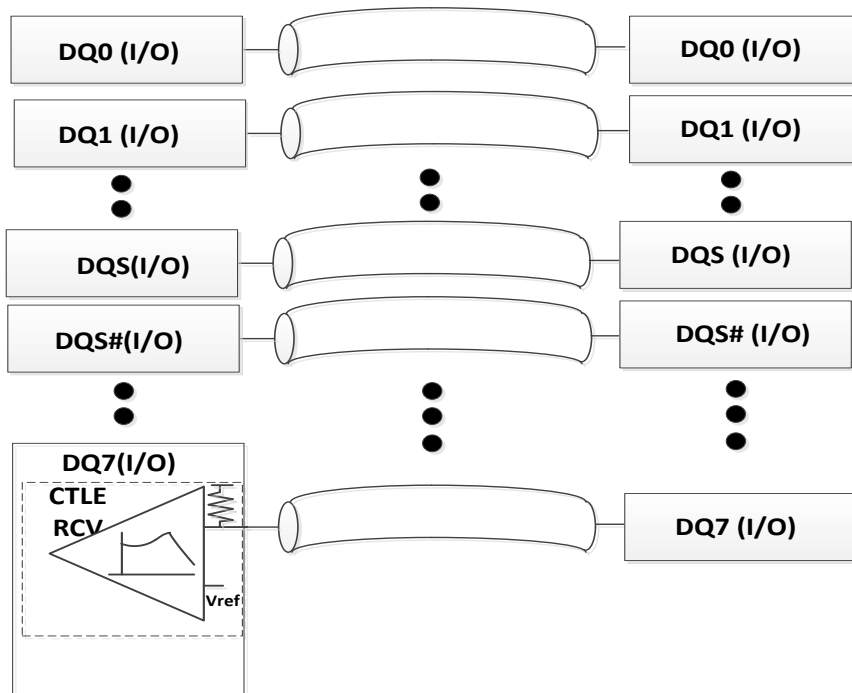 DQ0 (I/O)
DQ0 (I/O)
DQ1 (I/O)
DQ1 (I/O)
DQS(I/O)
DQS (I/O)
DQS#(I/O)
DQS# (I/O)
DQ7(I/O)
CTLE
RCV
Vref
DQ7 (I/O)